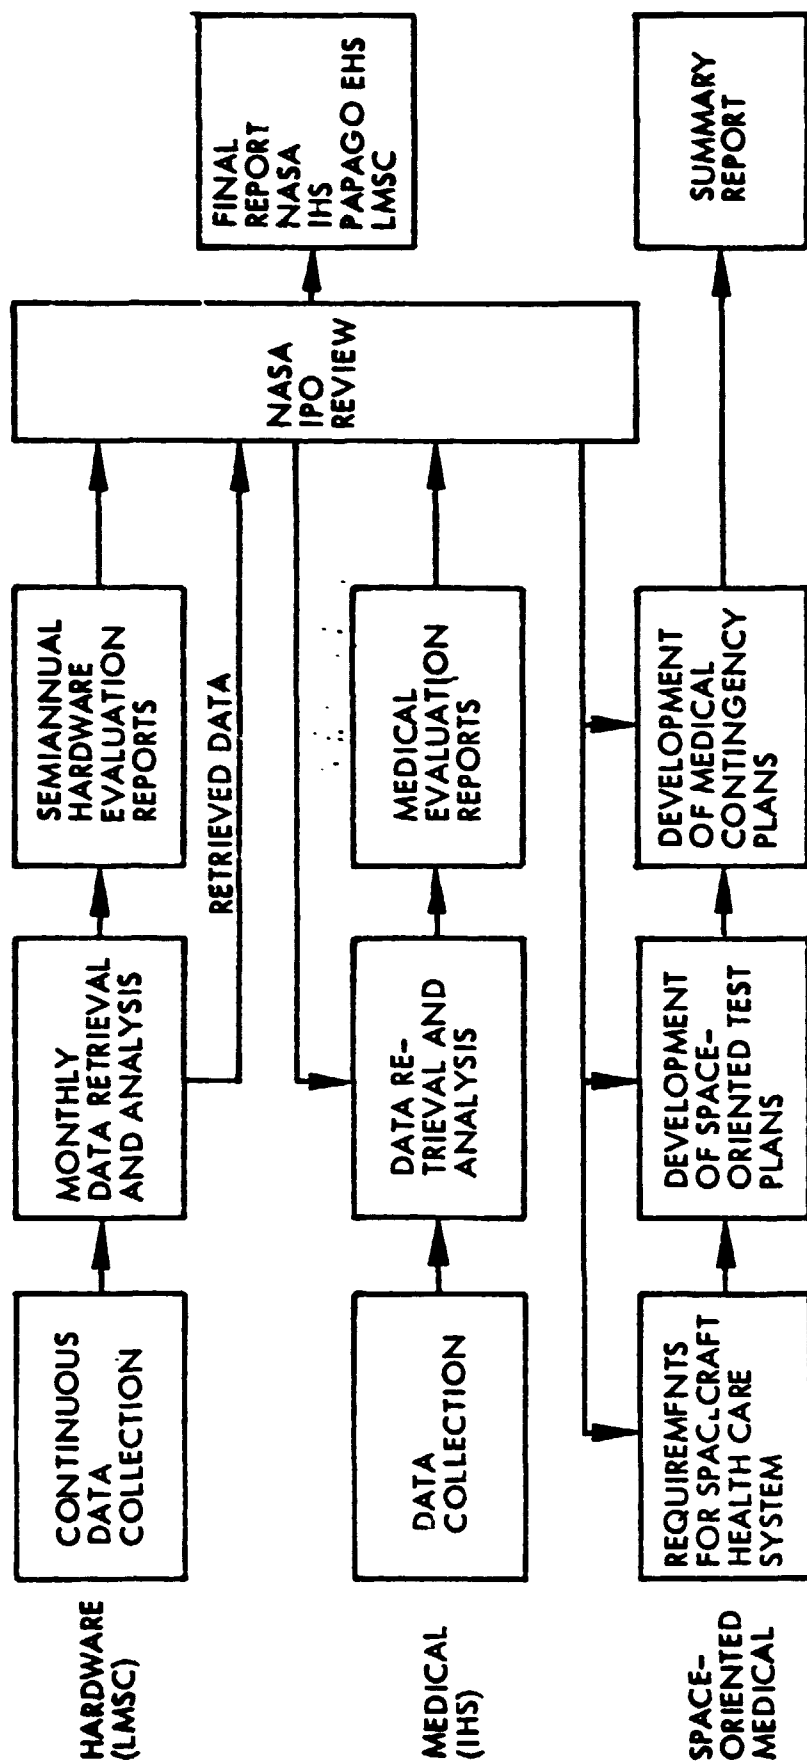 HARDWARE
(LMSC)
CONTINUOUS
DATA
COLLECTION
MONTHLY
DATA RETRIEVAL
AND ANALYSIS
SEMIANNUAL
HARDWARE
EVALUATION
REPORTS
RETRIEVED DATA
NASA
IPO
REVIEW
FINAL
REPORT
NASA
IHS
PAPAGO EHS
LMSC
MEDICAL
(IHS)
DATA
COLLECTION
DATA RE-
TRIEVAL AND
ANALYSIS
MEDICAL
EVALUATION
REPORTS
SPACE-
ORIENTED
MEDICAL
REQUIREMENTS
FOR SPACECRAFT
HEALTH CARE
SYSTEM
DEVELOPMENT
OF SPACE-
ORIENTED TEST
PLANS
DEVELOPMENT
OF MEDICAL
CONTINGENCY
PLANS
SUMMARY
REPORT